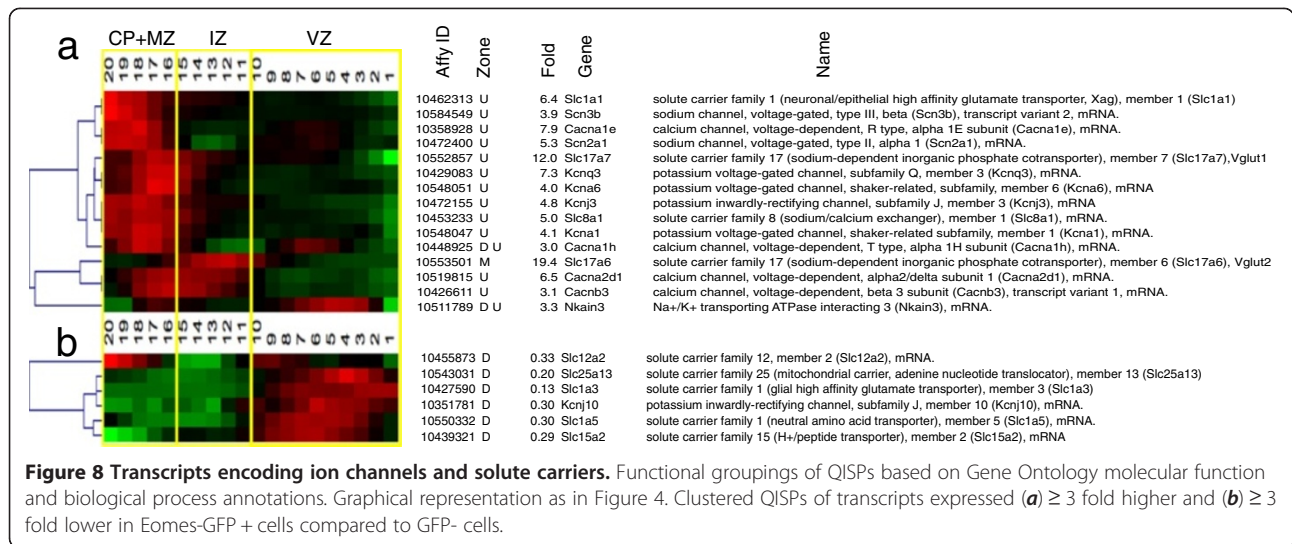 a
CP+MZ IZ VZ
20 19 18 17 16 15 14 13 12 11 10 9 8 7 6 5 4 3 2 1
Affy ID Zone Fold Gene Name
10462313 U 6.4 Slc1a1 solute carrier family 1 (neuronal/epithelial high affinity glutamate transporter, Xag), member 1 (Slc1a1)
10584549 U 3.9 Scn3b sodium channel, voltage-gated, type III, beta (Scn3b), transcript variant 2, mRNA.
10358928 U 7.9 Cacna1e calcium channel, voltage-dependent, R type, alpha 1E subunit (Cacna1e), mRNA.
10472400 U 5.3 Scn2a1 sodium channel, voltage-gated, type II, alpha 1 (Scn2a1), mRNA.
10552857 U 12.0 Slc17a7 solute carrier family 17 (sodium-dependent inorganic phosphate cotransporter), member 7 (Slc17a7),Vglut1
10429083 U 7.3 Kcnq3 potassium voltage-gated channel, subfamily Q, member 3 (Kcnq3), mRNA.
10548051 U 4.0 Kcna6 potassium voltage-gated channel, shaker-related, subfamily, member 6 (Kcna6), mRNA
10472155 U 4.8 Kcnj3 potassium inwardly-rectifying channel, subfamily J, member 3 (Kcnj3), mRNA
10453233 U 5.0 Slc8a1 solute carrier family 8 (sodium/calcium exchanger), member 1 (Slc8a1), mRNA.
10548047 U 4.1 Kcna1 potassium voltage-gated channel, shaker-related subfamily, member 1 (Kcna1), mRNA.
10448925 D U 3.0 Cacna1h calcium channel, voltage-dependent, T type, alpha 1H subunit (Cacna1h), mRNA.
10553501 M 19.4 Slc17a6 solute carrier family 17 (sodium-dependent inorganic phosphate cotransporter), member 6 (Slc17a6), Vglut2
10519815 U 6.5 Cacna2d1 calcium channel, voltage-dependent, alpha2/delta subunit 1 (Cacna2d1), mRNA.
10426611 U 3.1 Cacnb3 calcium channel, voltage-dependent, beta 3 subunit (Cacnb3), transcript variant 1, mRNA.
10511789 D U 3.3 Nkain3 Na+/K+ transporting ATPase interacting 3 (Nkain3), mRNA.
b
20 19 18 17 16 15 14 13 12 11 10 9 8 7 6 5 4 3 2 1
10455873 D 0.33 Slc12a2 solute carrier family 12, member 2 (Slc12a2), mRNA.
10543031 D 0.20 Slc25a13 solute carrier family 25 (mitochondrial carrier, adenine nucleotide translocator), member 13 (Slc25a13)
10427590 D 0.13 Slc1a3 solute carrier family 1 (glial high affinity glutamate transporter), member 3 (Slc1a3)
10351781 D 0.30 Kcnj10 potassium inwardly-rectifying channel, subfamily J, member 10 (Kcnj10), mRNA.
10550332 D 0.30 Slc1a5 solute carrier family 1 (neutral amino acid transporter), member 5 (Slc1a5), mRNA.
10439321 D 0.29 Slc15a2 solute carrier family 15 (H+/peptide transporter), member 2 (Slc15a2), mRNA
Figure 8 Transcripts encoding ion channels and solute carriers. Functional groupings of QISPs based on Gene Ontology molecular function
and biological process annotations. Graphical representation as in Figure 4. Clustered QISPs of transcripts expressed (a) ≥ 3 fold higher and (b) ≥ 3
fold lower in Eomes-GFP + cells compared to GFP- cells.